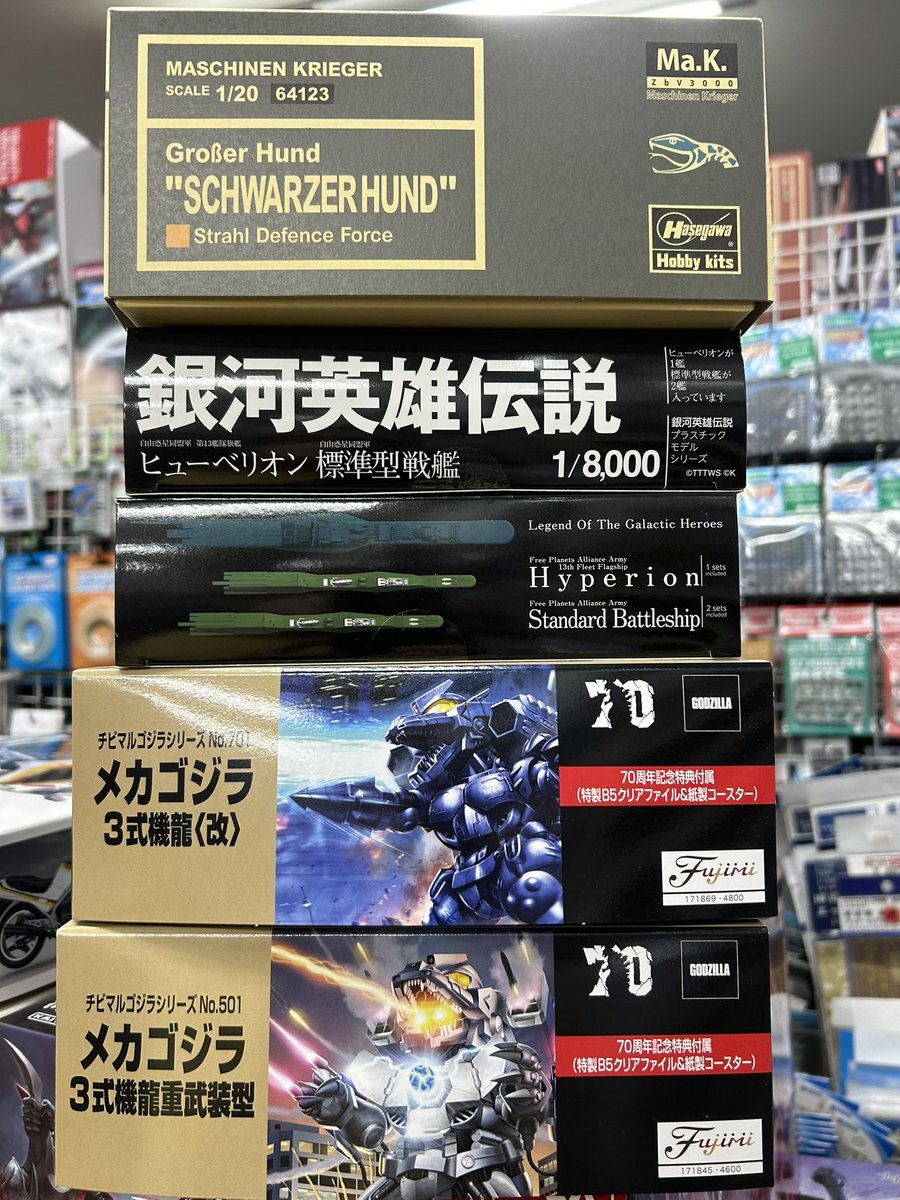 MASCHINEN KRIEGER
SCALE 1/20 64123
Großer Hund
"SCHWARZER HUND"
Strahl Defence Force
Ma.K.
ZbV3000
Maschinen Krieger
Hasegawa
Hobby kits
銀河英雄伝説
自由惑星同盟軍 第13艦隊旗艦
ヒューベリオン
自由惑星同盟軍
標準型戦艦
1/8,000
ヒューベリオンが
1艦
標準型戦艦が
2艦
入っています
銀河英雄伝説
プラスチック
モデル
シリーズ
©TTTWS ©K
Legend Of The Galactic Heroes
Free Planets Alliance Army
13th Fleet Flagship
Hyperion
1 sets
included
Free Planets Alliance Army
Standard Battleship
2 sets
included
チビマルゴジラシリーズ No.701
メカゴジラ
3式機龍〈改〉
70
GODZILLA
70周年記念特典付属
(特製B5クリアファイル&紙製コースター)
Fujimi
171869・4800
チビマルゴジラシリーズ No.501
メカゴジラ
3式機龍重武装型
70
GODZILLA
70周年記念特典付属
(特製B5クリアファイル&紙製コースター)
Fujimi
171845・4600